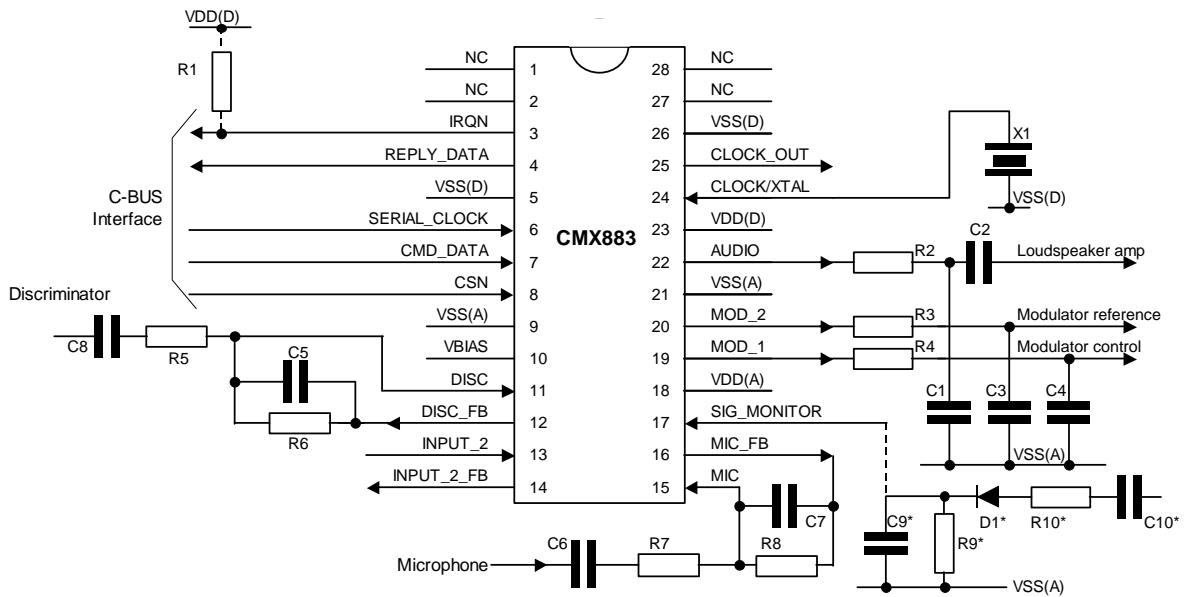 VDD(D)
R1
C-BUS
Interface
NC
1
NC
2
IRQN
3
REPLY_DATA
4
VSS(D)
5
SERIAL_CLOCK
6
CMD_DATA
7
CSN
8
VSS(A)
9
VBIAS
10
DISC
11
DISC_FB
12
INPUT_2
13
INPUT_2_FB
14
Discriminator
C8
R5
C5
R6
CMX883
28
NC
27
NC
26
VSS(D)
25
CLOCK_OUT
24
CLOCK/XTAL
23
VDD(D)
22
AUDIO
21
VSS(A)
20
MOD_2
19
MOD_1
18
VDD(A)
17
SIG_MONITOR
16
MIC_FB
15
MIC
X1
VSS(D)
R2
C2
Loudspeaker amp
R3
Modulator reference
R4
Modulator control
C1
C3
C4
VSS(A)
C7
C9*
R9*
D1*
R10*
C10*
VSS(A)
Microphone
C6
R7
R8